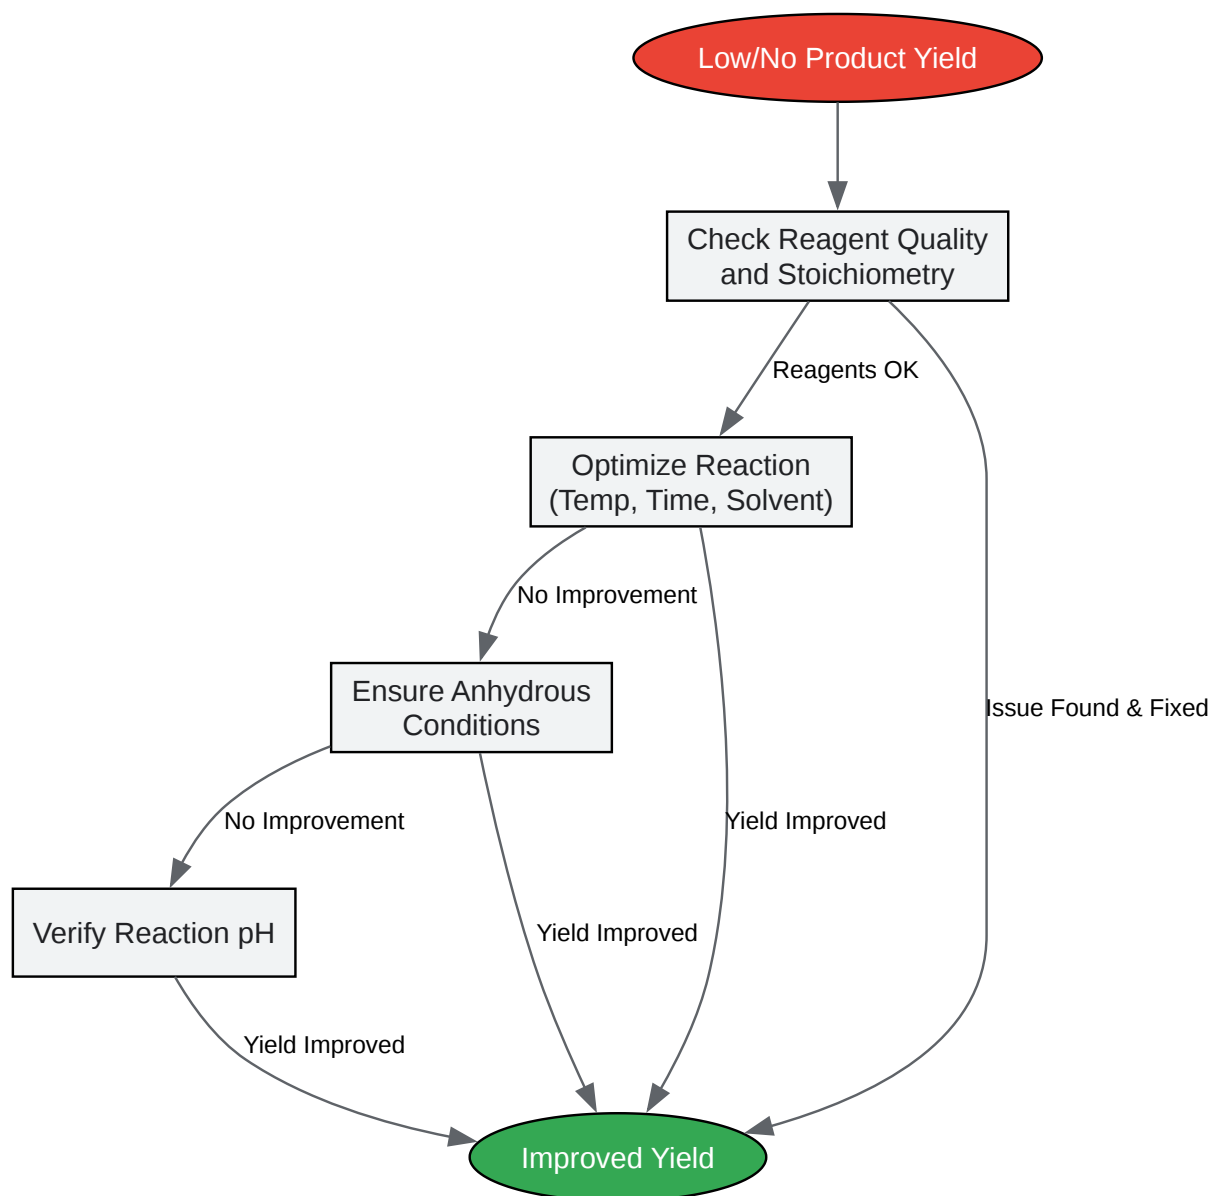 Low/No Product Yield
Check Reagent Quality
and Stoichiometry
Reagents OK
Optimize Reaction
(Temp, Time, Solvent)
No Improvement
Ensure Anhydrous
Conditions
Issue Found & Fixed
No Improvement
Yield Improved
Verify Reaction pH
Yield Improved
Yield Improved
Improved Yield